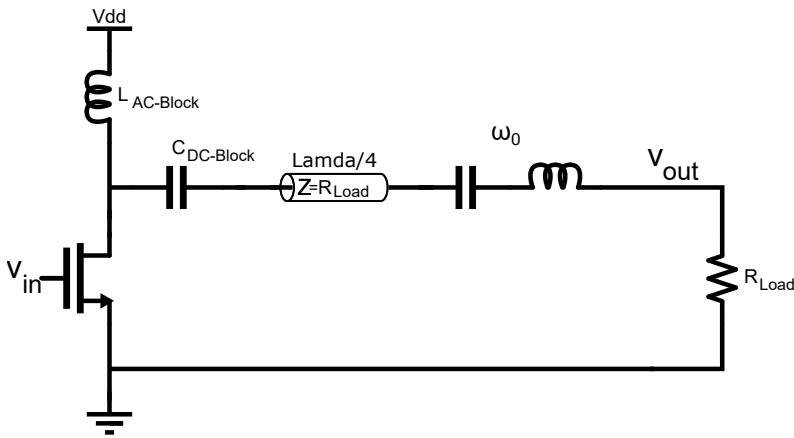 Vdd
L AC-Block
C DC-Block
Lamda/4
Z=R Load
ω0
V out
V in
R Load